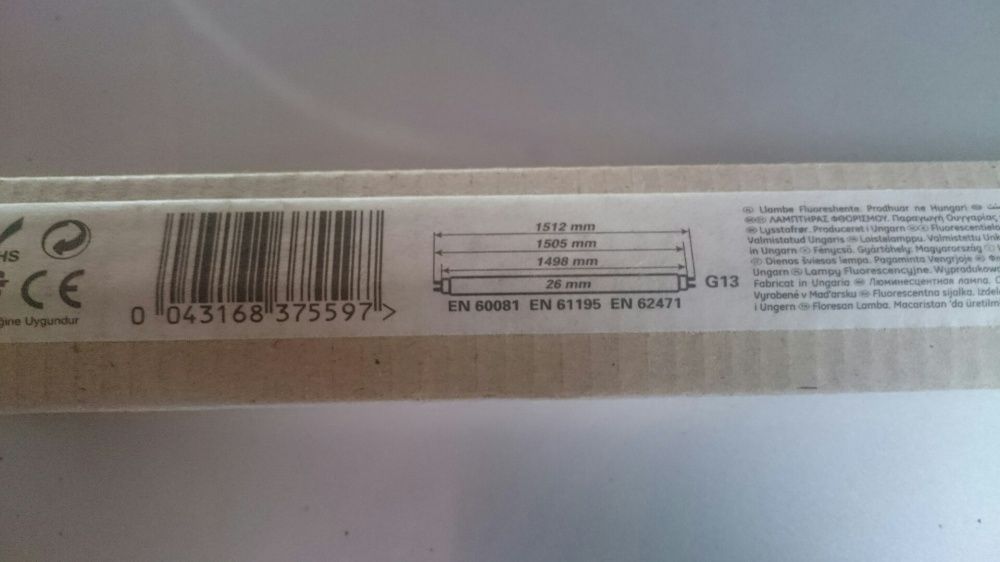 HS
CE
ğine Uygundur
0 043168 375597 >
1512 mm
1505 mm
1498 mm
26 mm
G13
EN 60081 EN 61195 EN 62471
Llambe Fluoreshente. Prodhuar ne Hungari
ΛΑΜΠΤΗΡΑΣ ΦΘΟΡΙΣΜΟΥ. Παραγωγή Ουγγαρίας
Lysstofrør. Produceret i Ungarn Fluorescentiela
Valmistatud Ungaris Loistelamppu. Valmistettu Unk
in Ungarn Fénycső. Gyártóhely: Magyarország
Dienos šviesos lempa. Pagaminta Vengrijoje
Ungarn Lampy Fluorescencyjne. Wyprodukow
Fabricat in Ungaria Люминесцентная лампа.
Vyrobené v Maďarsku Fluorescentna sijalka. Izdel
i Ungern Floresan Lamba. Macaristan'da üretilm